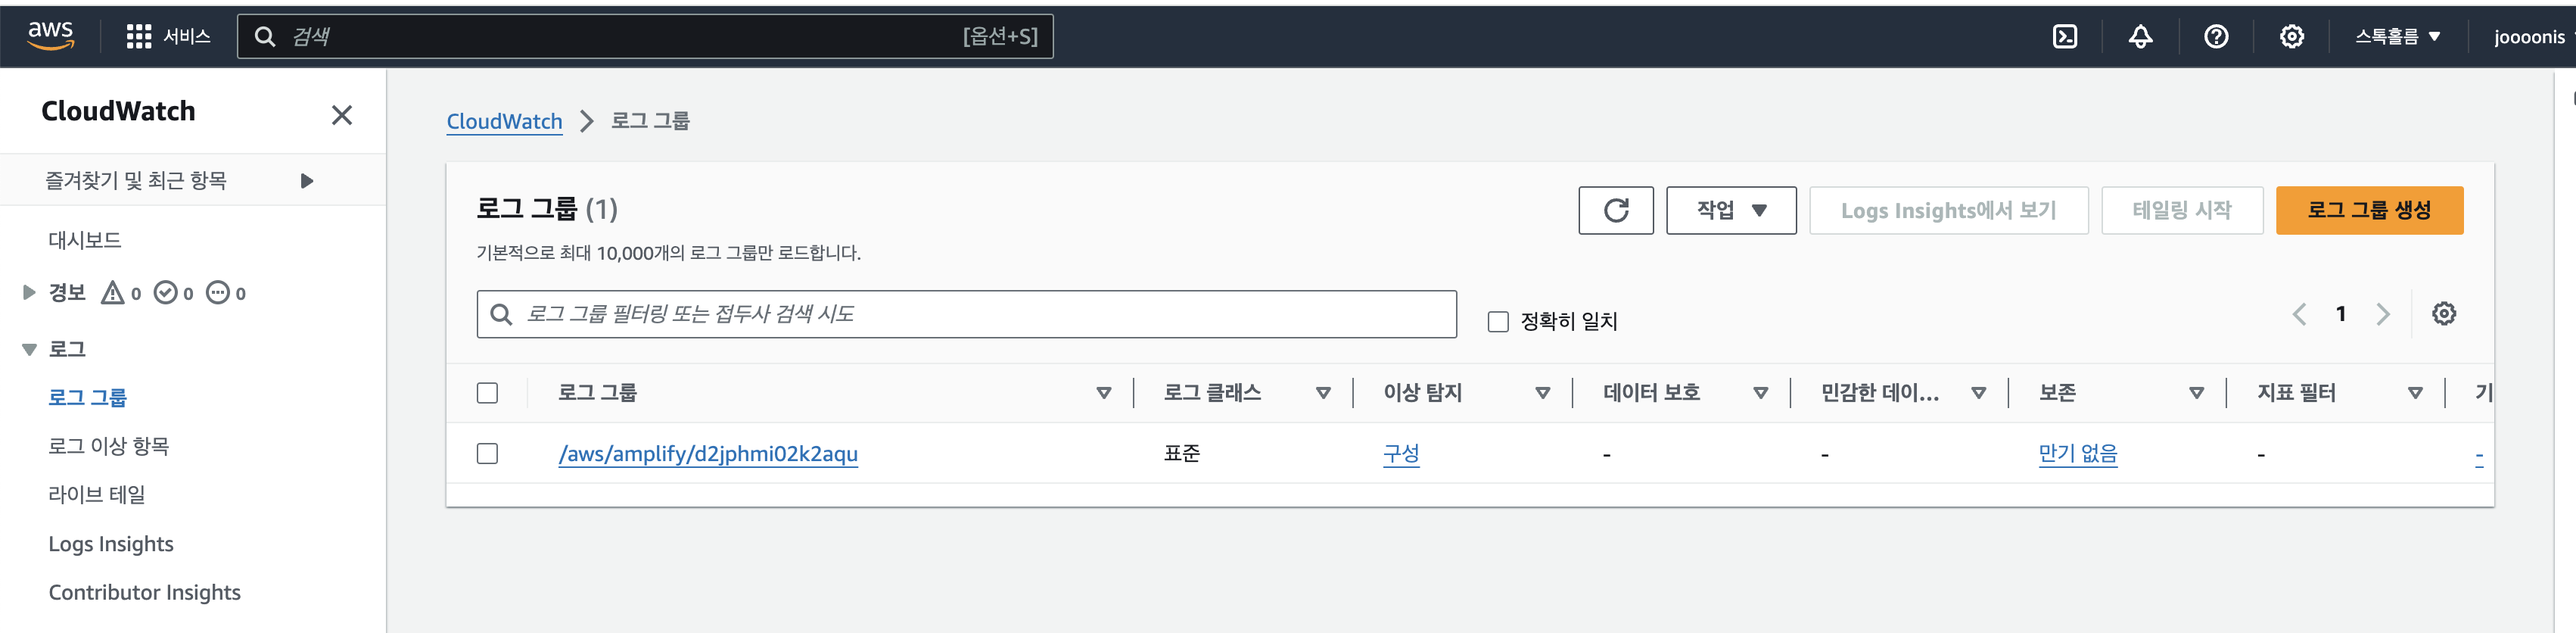 aws
서비스
검색
[옵션+S]
스톡홀름
joooonis
CloudWatch
즐겨찾기 및 최근 항목
대시보드
경보 0 0 0
로그
로그 그룹
로그 이상 항목
라이브 테일
Logs Insights
Contributor Insights
CloudWatch
로그 그룹
로그 그룹 (1)
기본적으로 최대 10,000개의 로그 그룹만 로드합니다.
작업
Logs Insights에서 보기
테일링 시작
로그 그룹 생성
로그 그룹 필터링 또는 접두사 검색 시도
정확히 일치
1
로그 그룹 로그 클래스 이상 탐지 데이터 보호 민감한 데이... 보존 지표 필터 기
/aws/amplify/d2jphmi02k2aqu 표준 구성 - - 만기 없음 - -